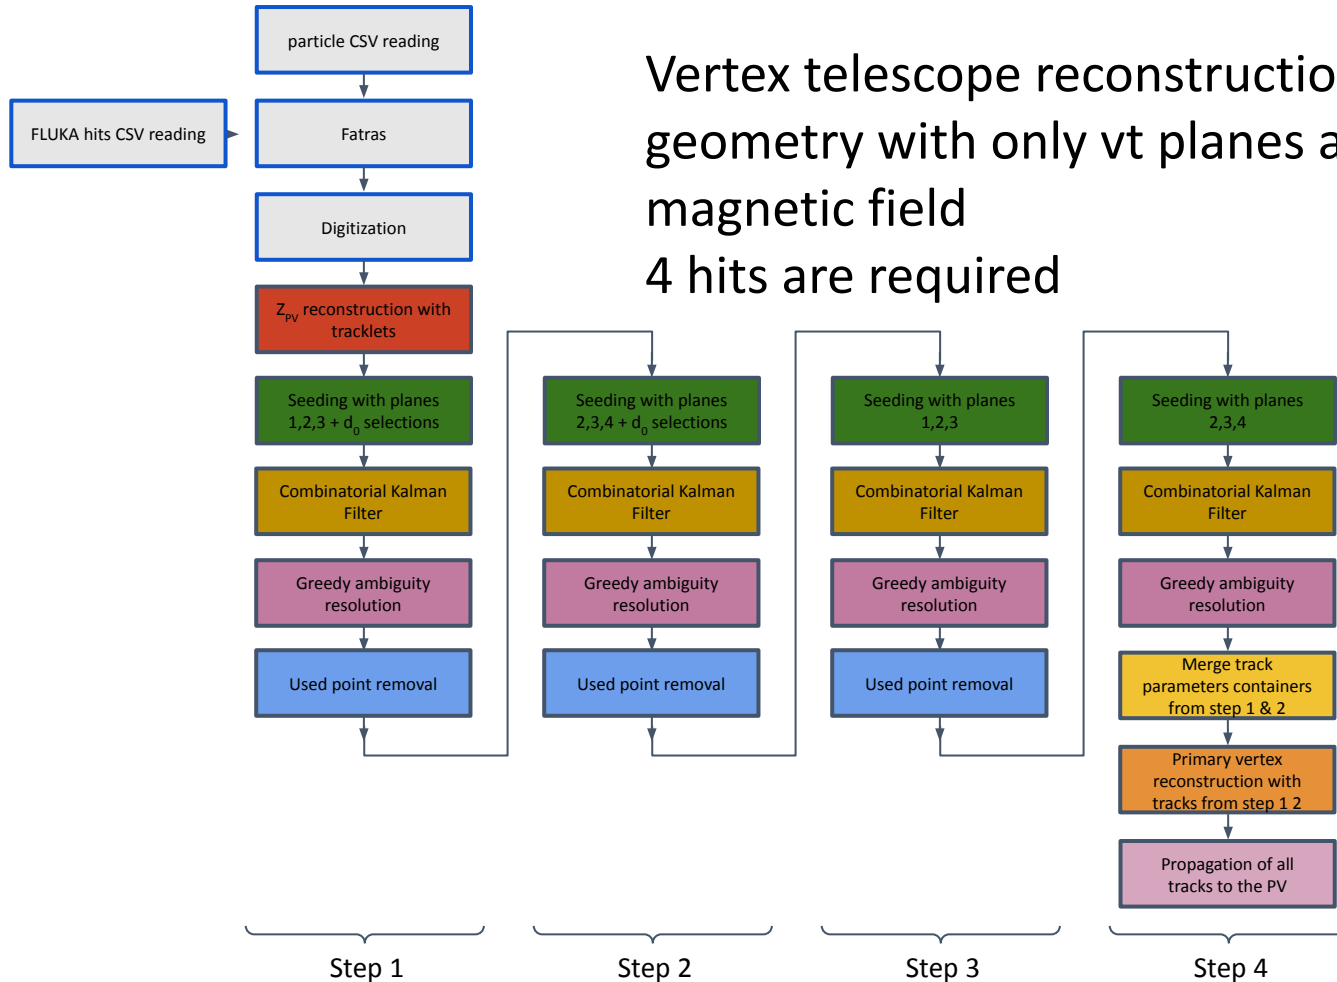 particle CSV reading
FLUKA hits CSV reading
Fatras
Digitization
Z_PV reconstruction with
tracklets
Seeding with planes
1,2,3 + d_0 selections
Combinatorial Kalman
Filter
Greedy ambiguity
resolution
Used point removal
Step 1
Vertex telescope reconstructio
geometry with only vt planes a
magnetic field
4 hits are required
Seeding with planes
2,3,4 + d_0 selections
Combinatorial Kalman
Filter
Greedy ambiguity
resolution
Used point removal
Step 2
Seeding with planes
1,2,3
Combinatorial Kalman
Filter
Greedy ambiguity
resolution
Used point removal
Step 3
Seeding with planes
2,3,4
Combinatorial Kalman
Filter
Greedy ambiguity
resolution
Merge track
parameters containers
from step 1 & 2
Primary vertex
reconstruction with
tracks from step 1 2
Propagation of all
tracks to the PV
Step 4